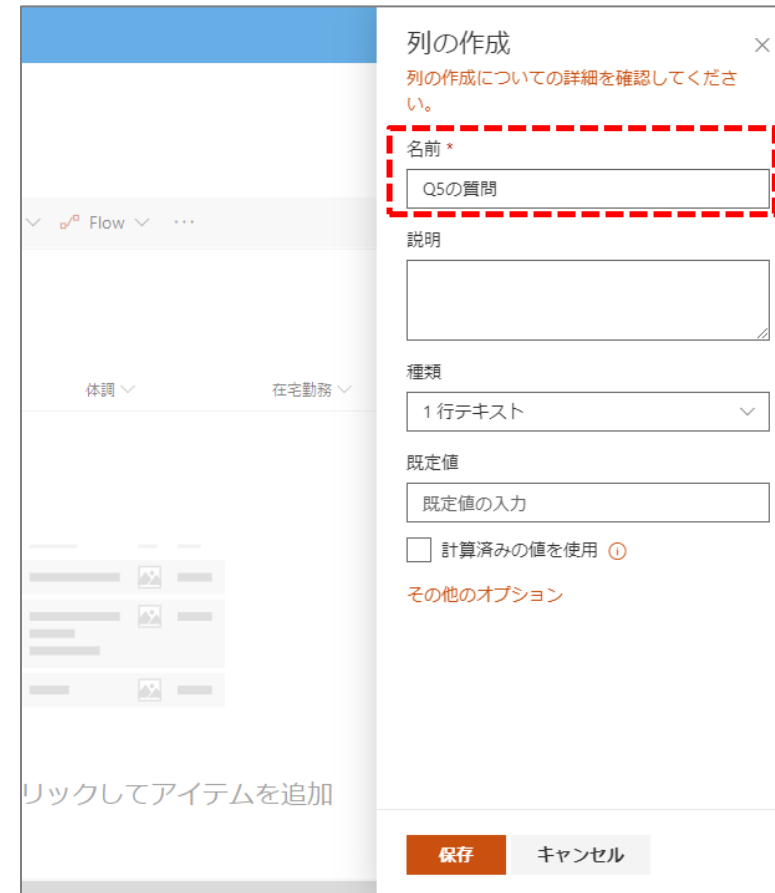 列の作成
列の作成についての詳細を確認してくださ
い。
名前 *
Q5の質問
Flow
説明
体調
在宅勤務
種類
1 行テキスト
既定値
既定値の入力
計算済みの値を使用
その他のオプション
リックしてアイテムを追加
保存
キャンセル